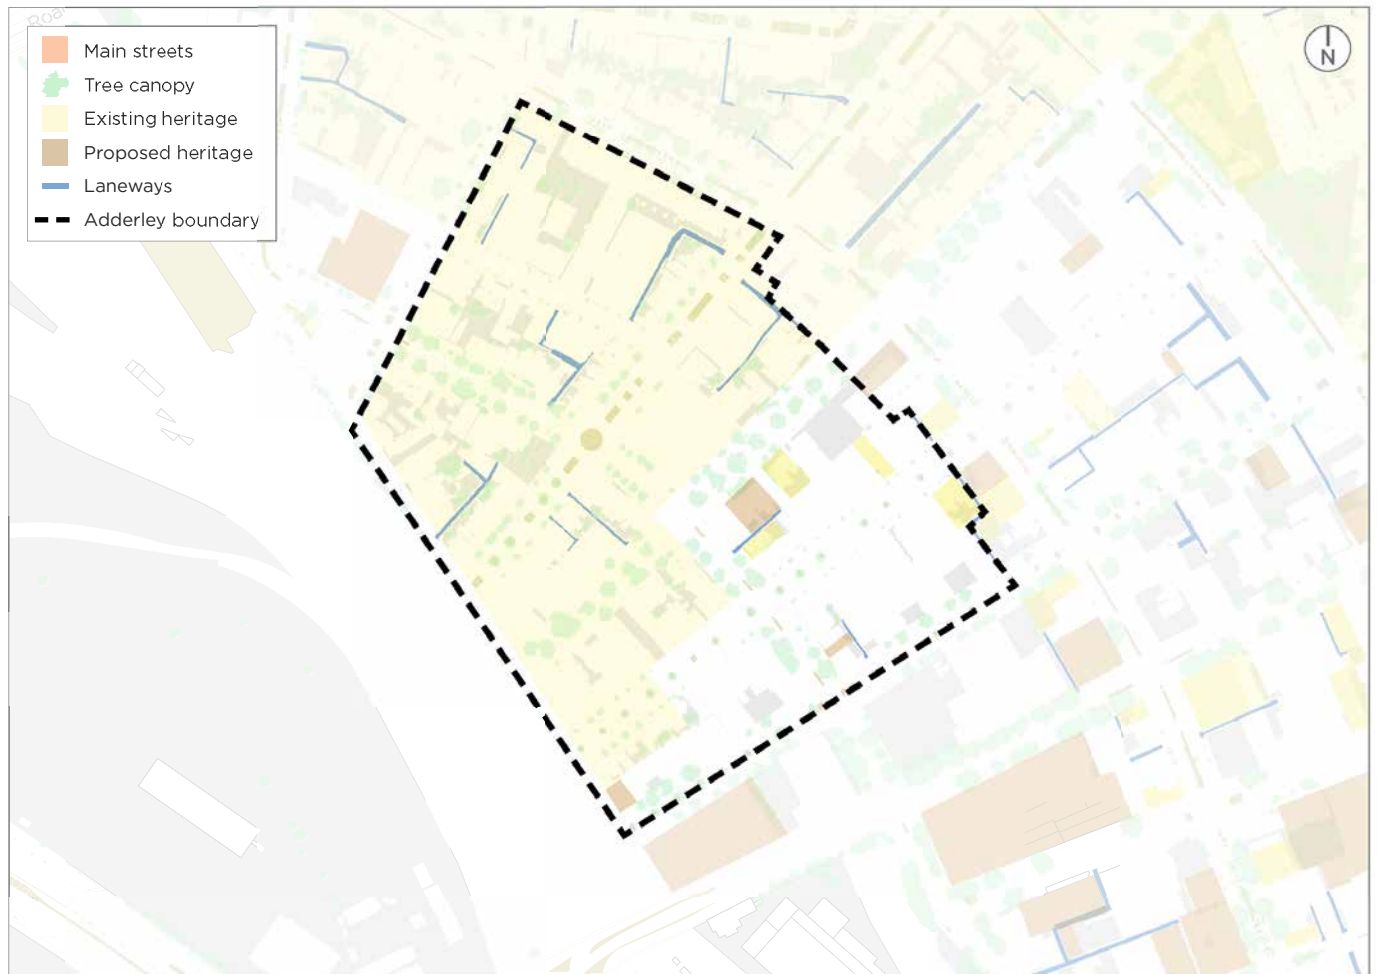 Main streets
Tree canopy
Existing heritage
Proposed heritage
Laneways
Adderley boundary
N